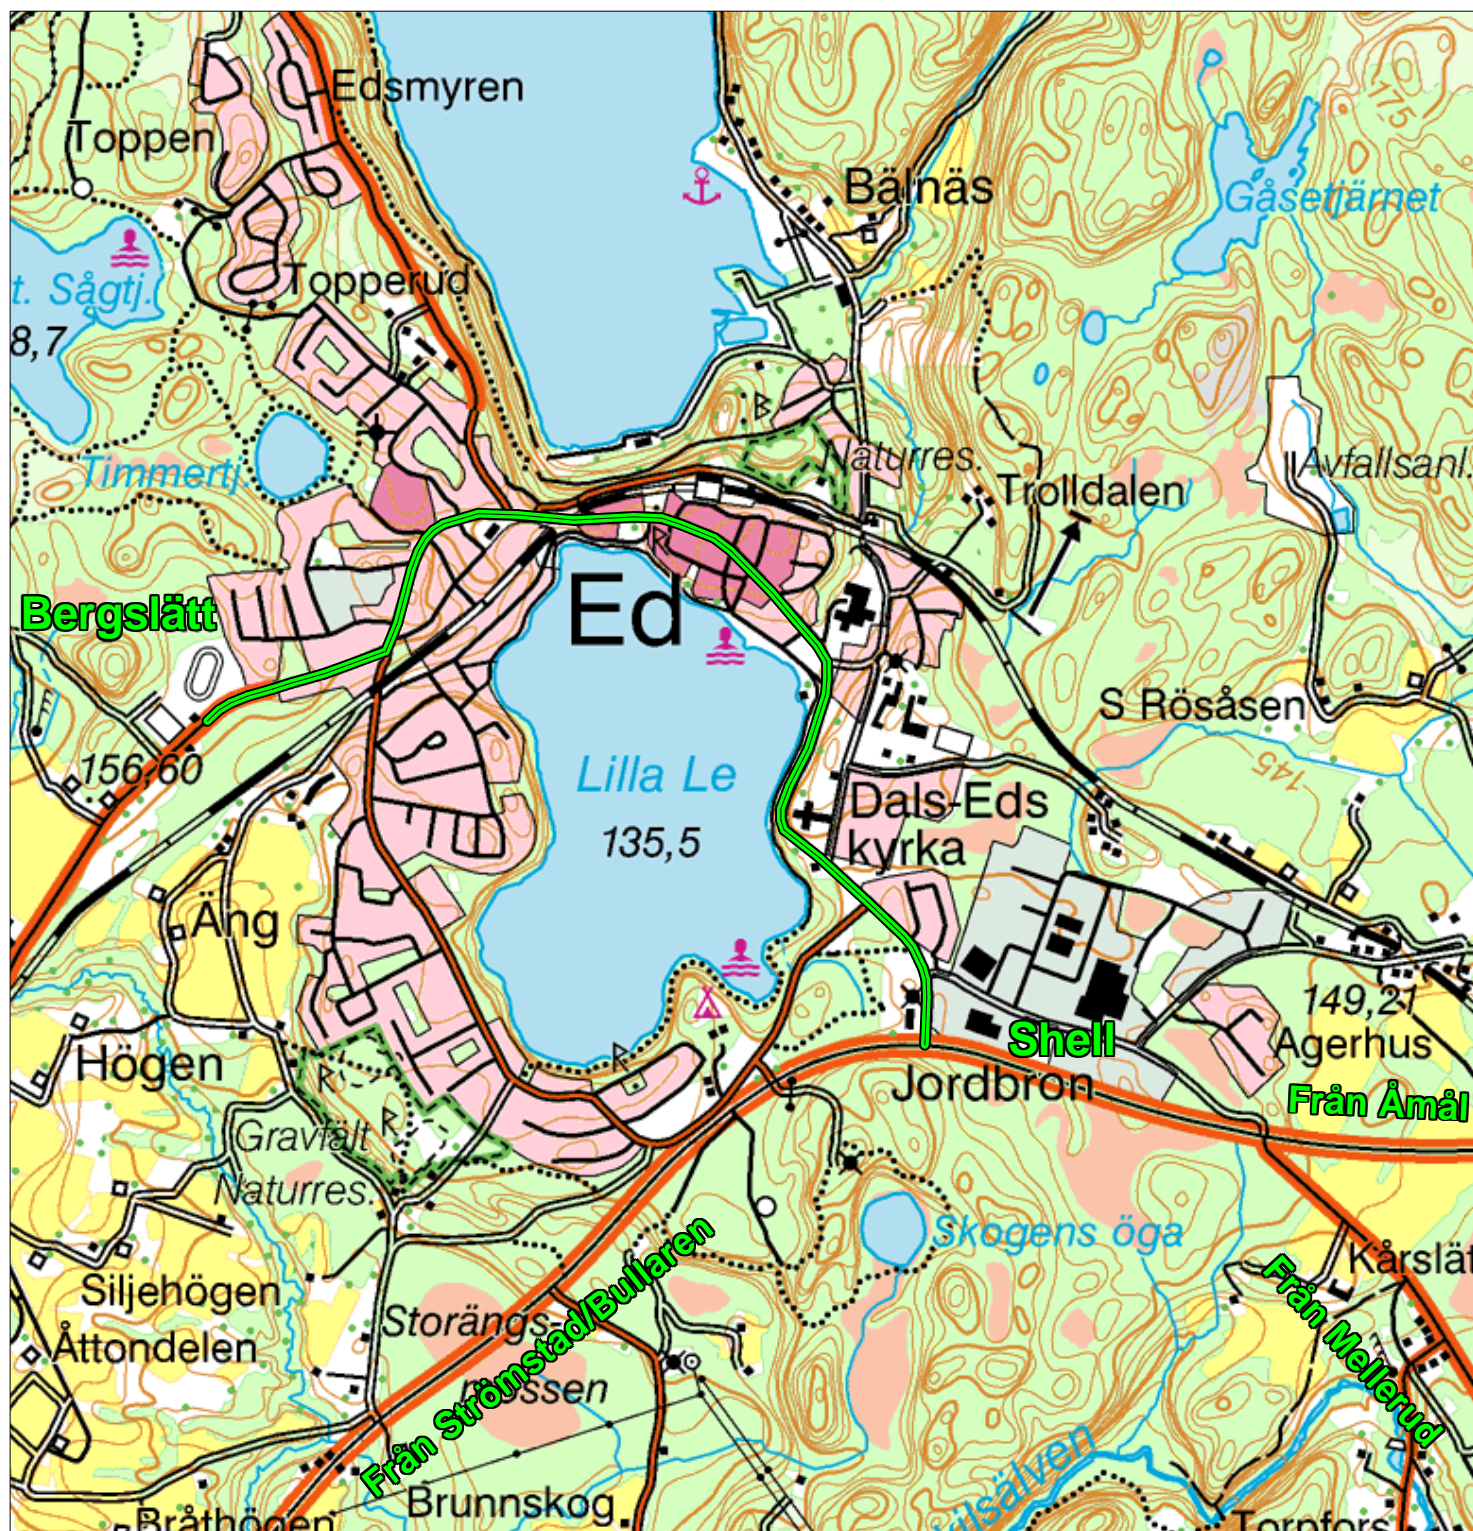 Edsmyren
Toppen
175
Bälnäs
Gåsetjärnet
t. Sågtj.
Topperud
8,7
Naturres.
Timmertj.
Trolldalen
Avfallsanl.
Ed
Bergslätt
S Rösåsen
156,60
Lilla Le
145
135,5
Dals-Eds
kyrka
Äng
149,21
Shell
Högen
Agerhus
Jordbron
Från Åmål
Gravfält
Naturres.
Skogens öga
Kårslät
Siljehögen
Från Strömstad/Bullaren
Från Mellerud
Storängs-
Åttondelen
mossen
Brunnskog
Bråthögen
Tornfors